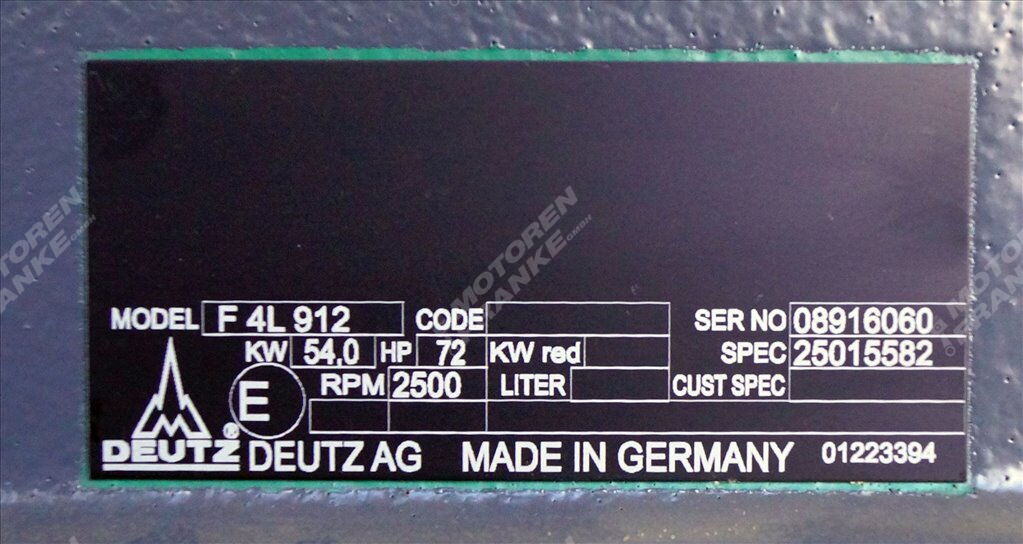 MODEL F 4L 912 CODE SER NO 08916060
KW 54,0 HP 72 KW red SPEC 25015582
E RPM 2500 LITER CUST SPEC
DEUTZ® DEUTZ AG MADE IN GERMANY 01223394
MOTOREN
FRANKE GMBH